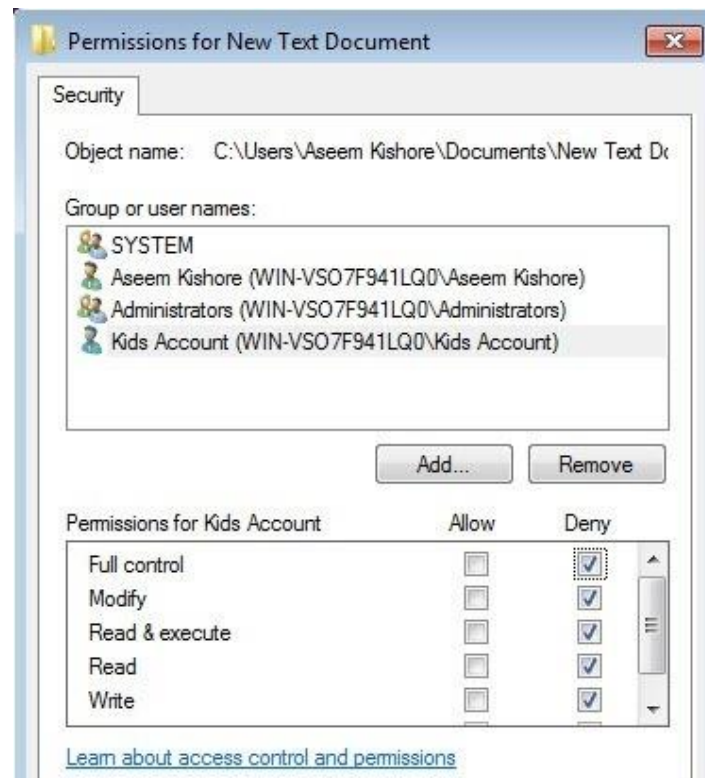 Permissions for New Text Document
Security
Object name: C:\Users\Aseem Kishore\Documents\New Text Do
Group or user names:
SYSTEM
Aseem Kishore (WIN-VSO7F941LQ0\Aseem Kishore)
Administrators (WIN-VSO7F941LQ0\Administrators)
Kids Account (WIN-VSO7F941LQ0\Kids Account)
Add... Remove
Permissions for Kids Account Allow Deny
Full control
Modify
Read & execute
Read
Write
Learn about access control and permissions